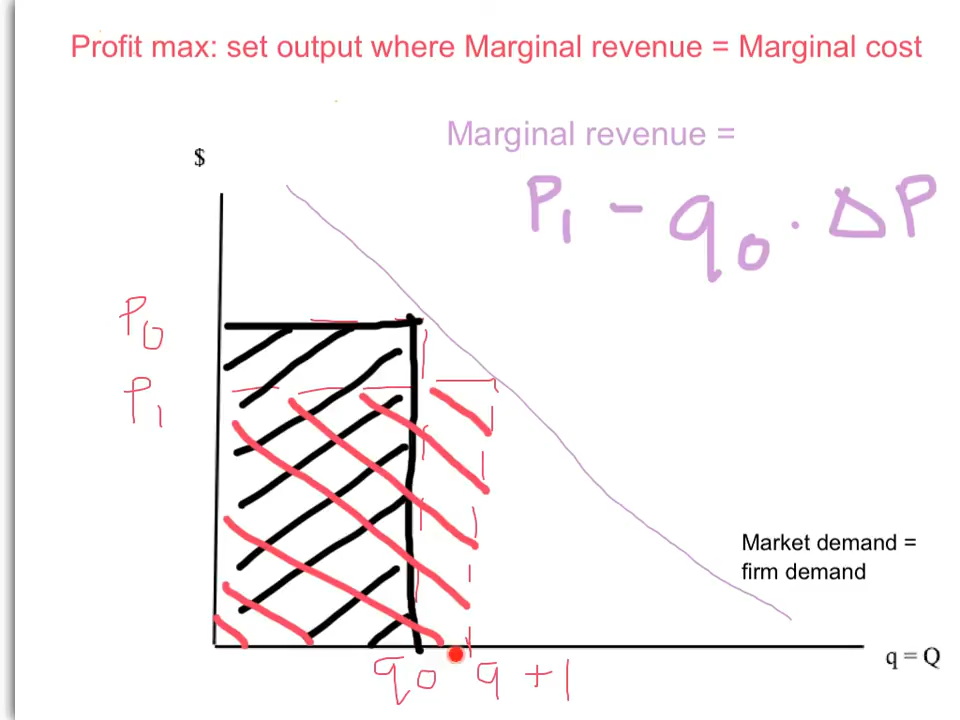 Profit max: set output where Marginal revenue = Marginal cost
Marginal revenue =
P1 - q0 · ΔP
$
P0
P1
Market demand =
firm demand
q0 q + 1
q = Q